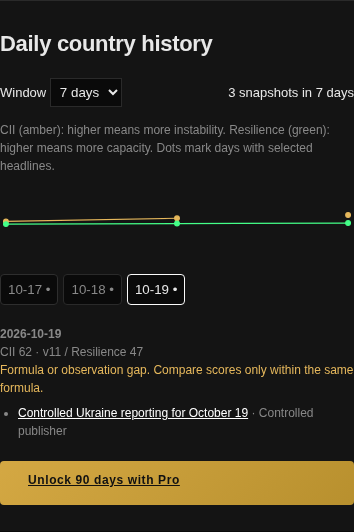 Daily country history
Window 7 days 3 snapshots in 7 days
CII (amber): higher means more instability. Resilience (green):
higher means more capacity. Dots mark days with selected
headlines.
10-17 • 10-18 • 10-19 •
2026-10-19
CII 62 · v11 / Resilience 47
Formula or observation gap. Compare scores only within the same
formula.
• Controlled Ukraine reporting for October 19 · Controlled
publisher
Unlock 90 days with Pro